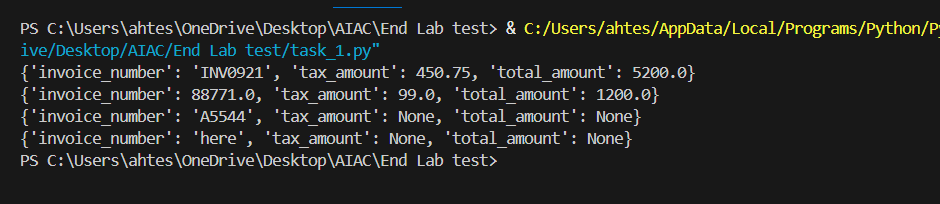 PS C:\Users\ahtes\OneDrive\Desktop\AIAC\End Lab test> & C:/Users/ahtes/AppData/Local/Programs/Python/Py
ive/Desktop/AIAC/End Lab test/task_1.py"
{'invoice_number': 'INV0921', 'tax_amount': 450.75, 'total_amount': 5200.0}
{'invoice_number': 88771.0, 'tax_amount': 99.0, 'total_amount': 1200.0}
{'invoice_number': 'A5544', 'tax_amount': None, 'total_amount': None}
{'invoice_number': 'here', 'tax_amount': None, 'total_amount': None}
PS C:\Users\ahtes\OneDrive\Desktop\AIAC\End Lab test>